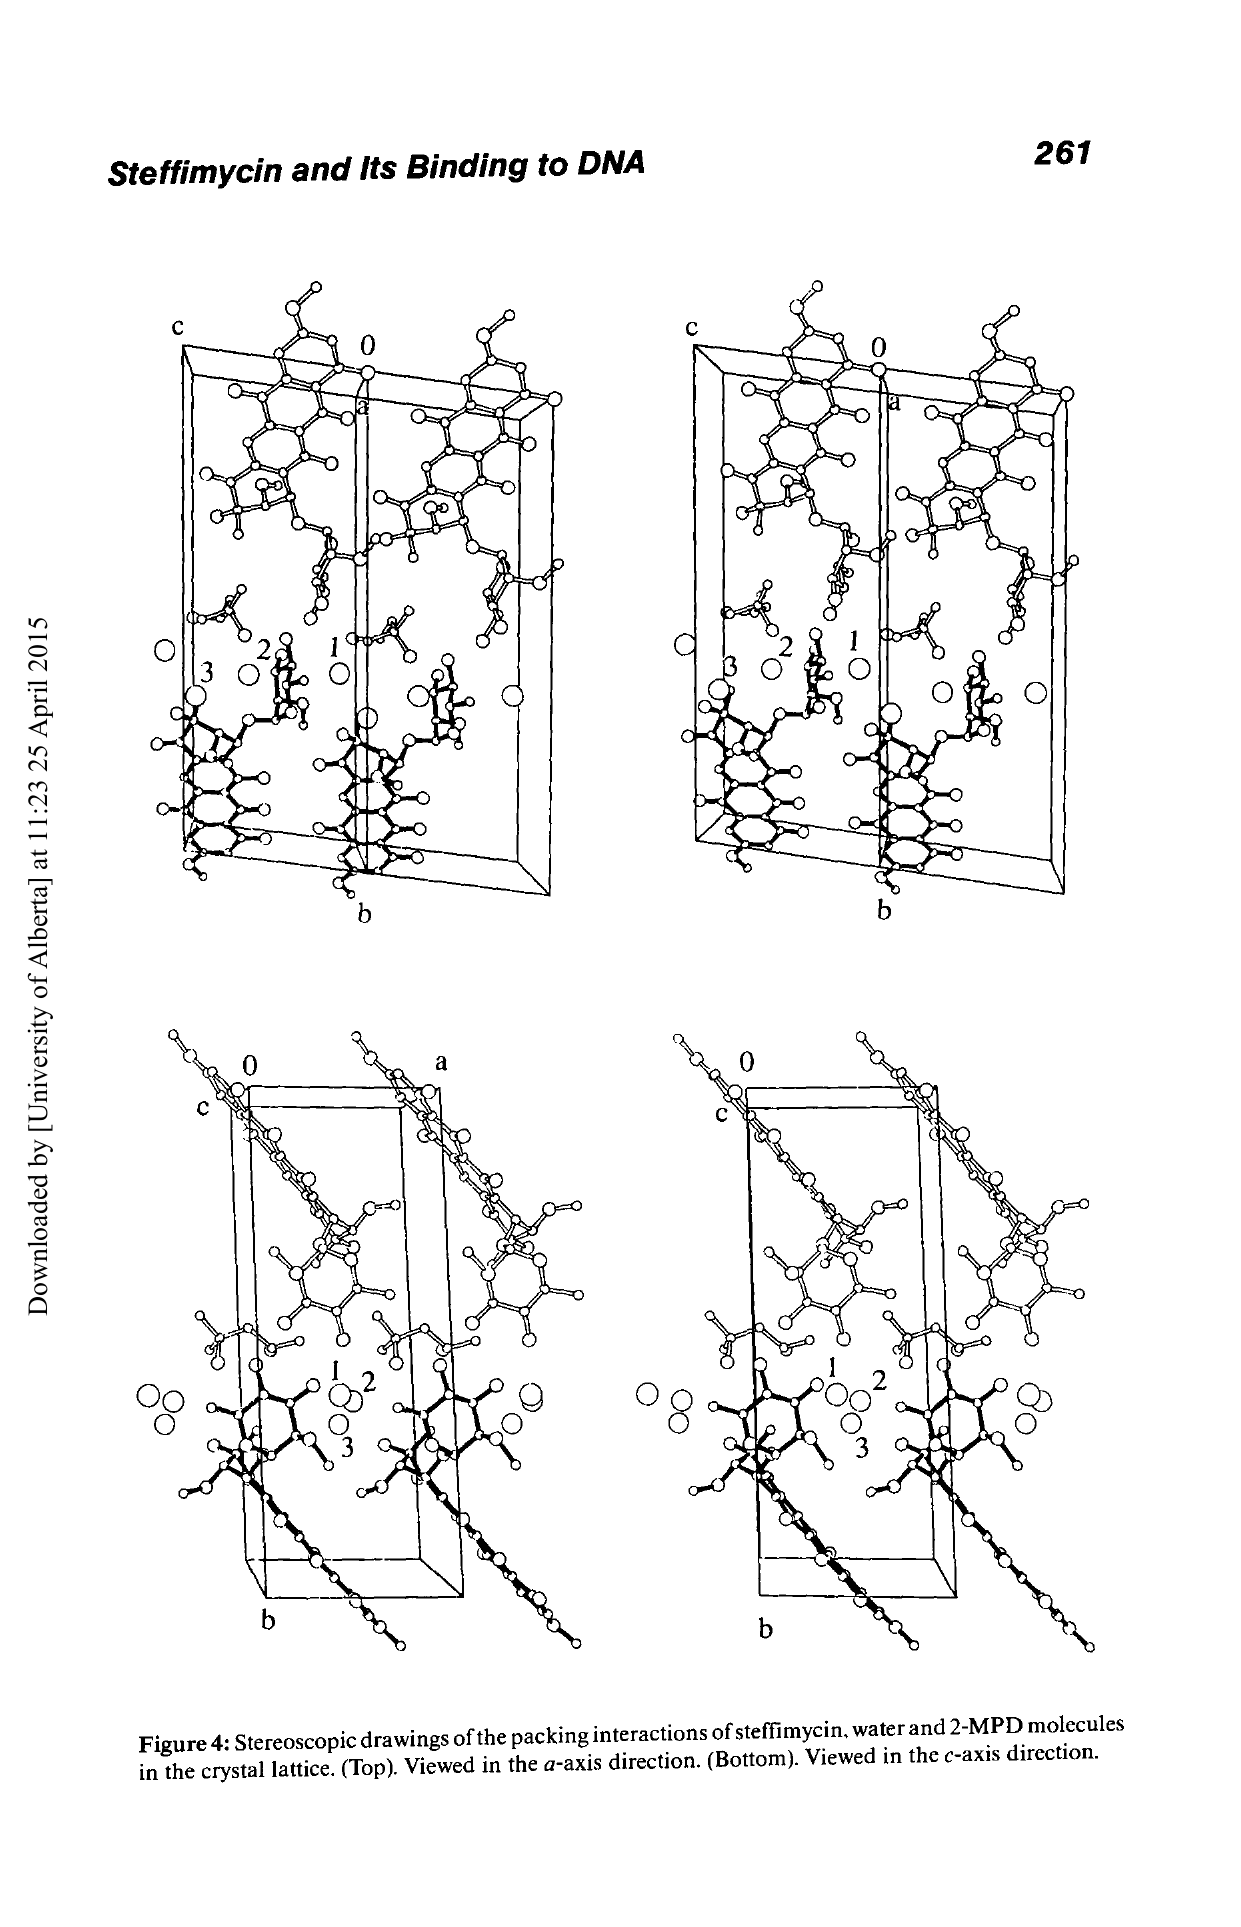 Steffimycin and Its Binding to DNA 261
c 0 a 2 1 3 b
c 0 a 2 1 3 b
0 a c 1 2 3 b
0 c 1 2 3 b
Figure 4: Stereoscopic drawings of the packing interactions of steffimycin, water and 2-MPD molecules
in the crystal lattice. (Top). Viewed in the a-axis direction. (Bottom). Viewed in the c-axis direction.
Downloaded by [University of Alberta] at 11:23 25 April 2015